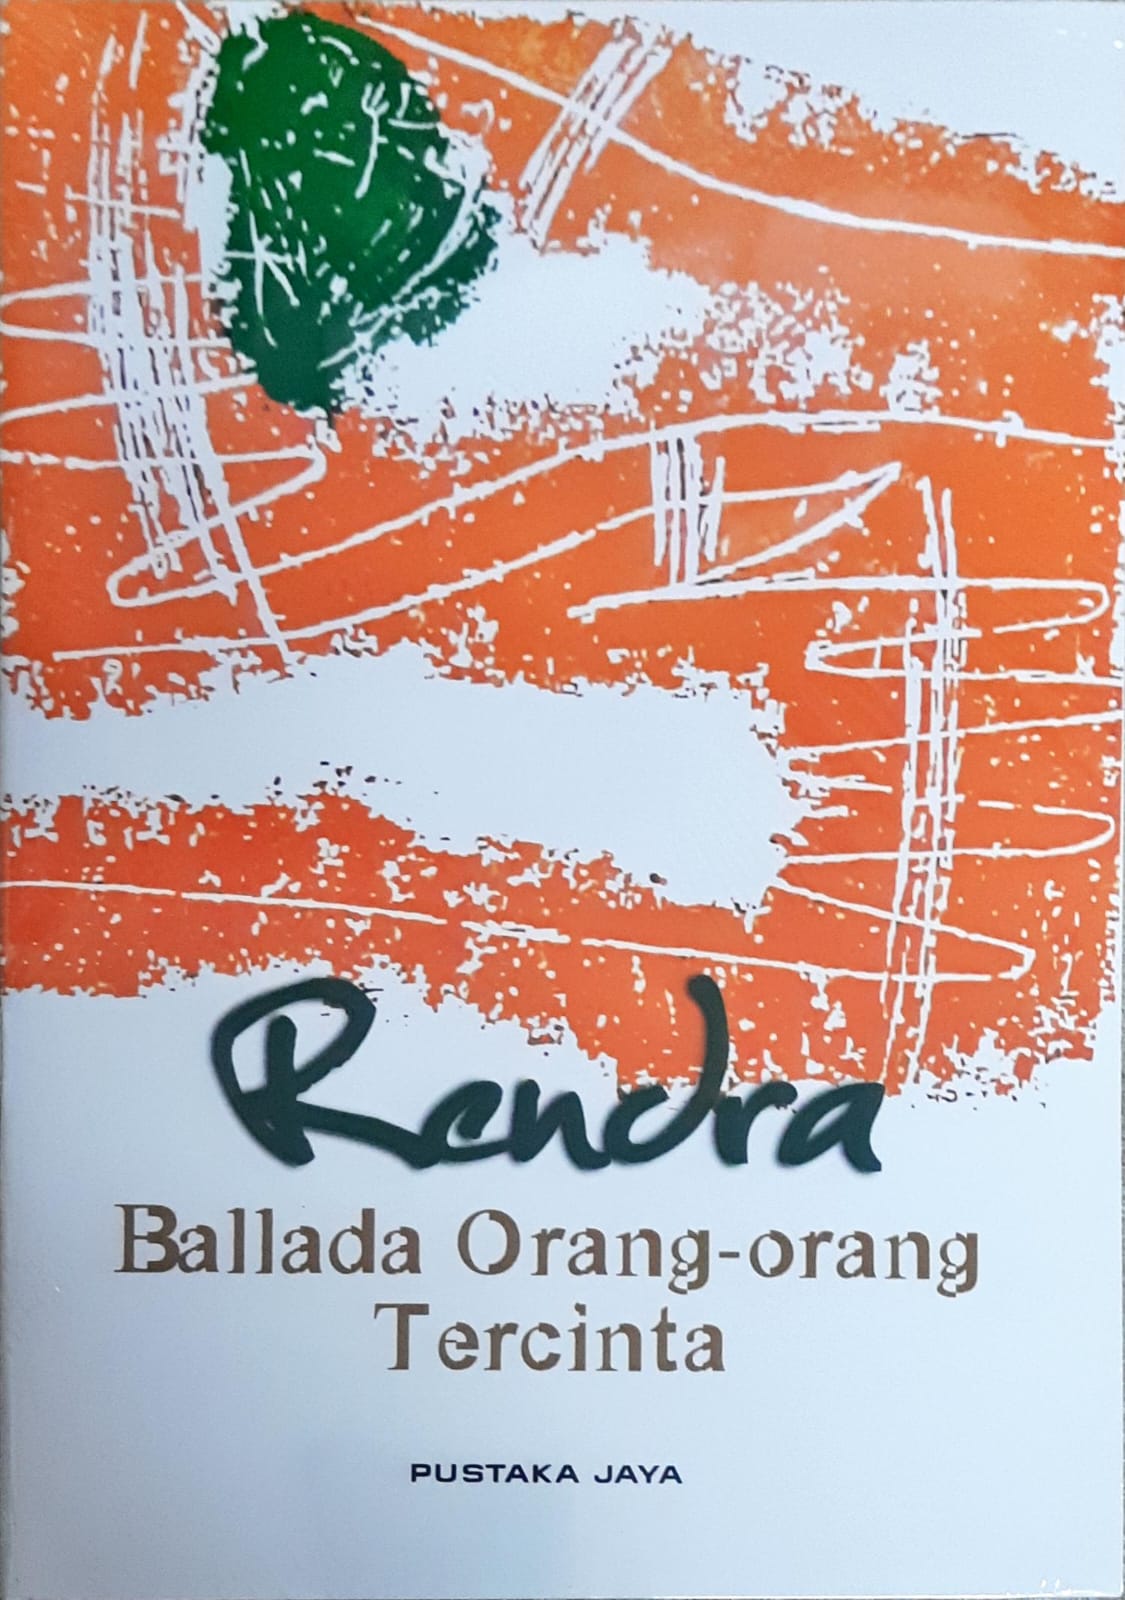 Rendra
Ballada Orang-orang
Tercinta
PUSTAKA JAYA